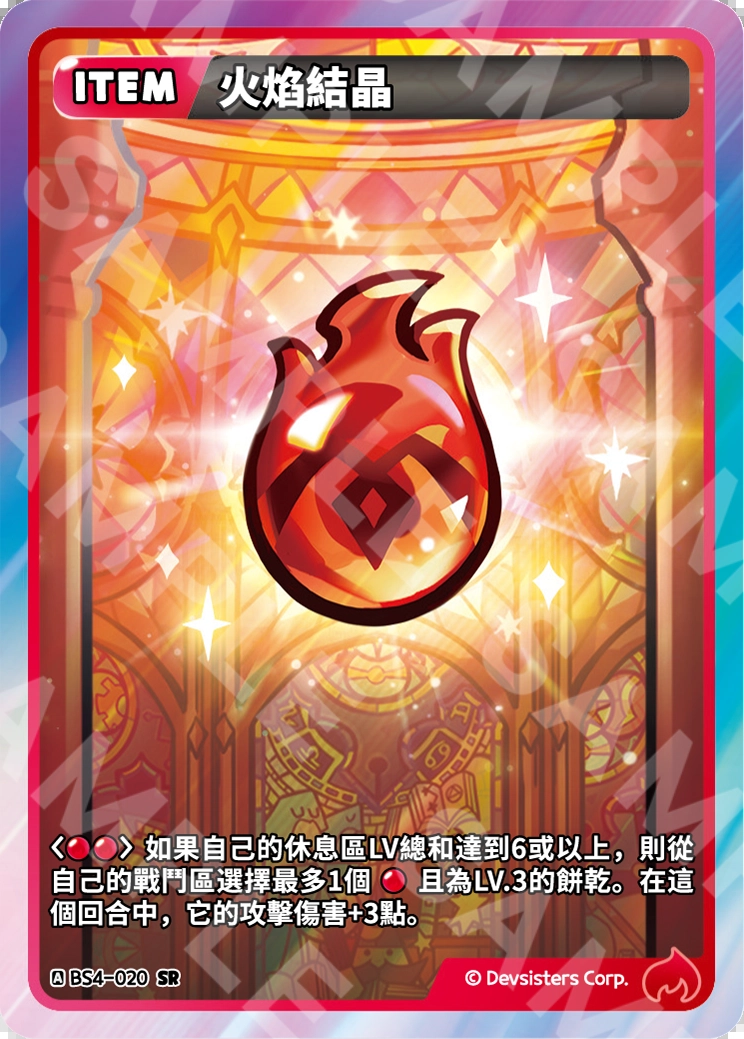 ITEM 火焰結晶
〈🔴🔴〉如果自己的休息區LV總和達到6或以上，則從
自己的戰鬥區選擇最多1個 🔴 且為LV.3的餅乾。在這
個回合中，它的攻擊傷害+3點。
A BS4-020 SR
© Devsisters Corp.
SAMPLE